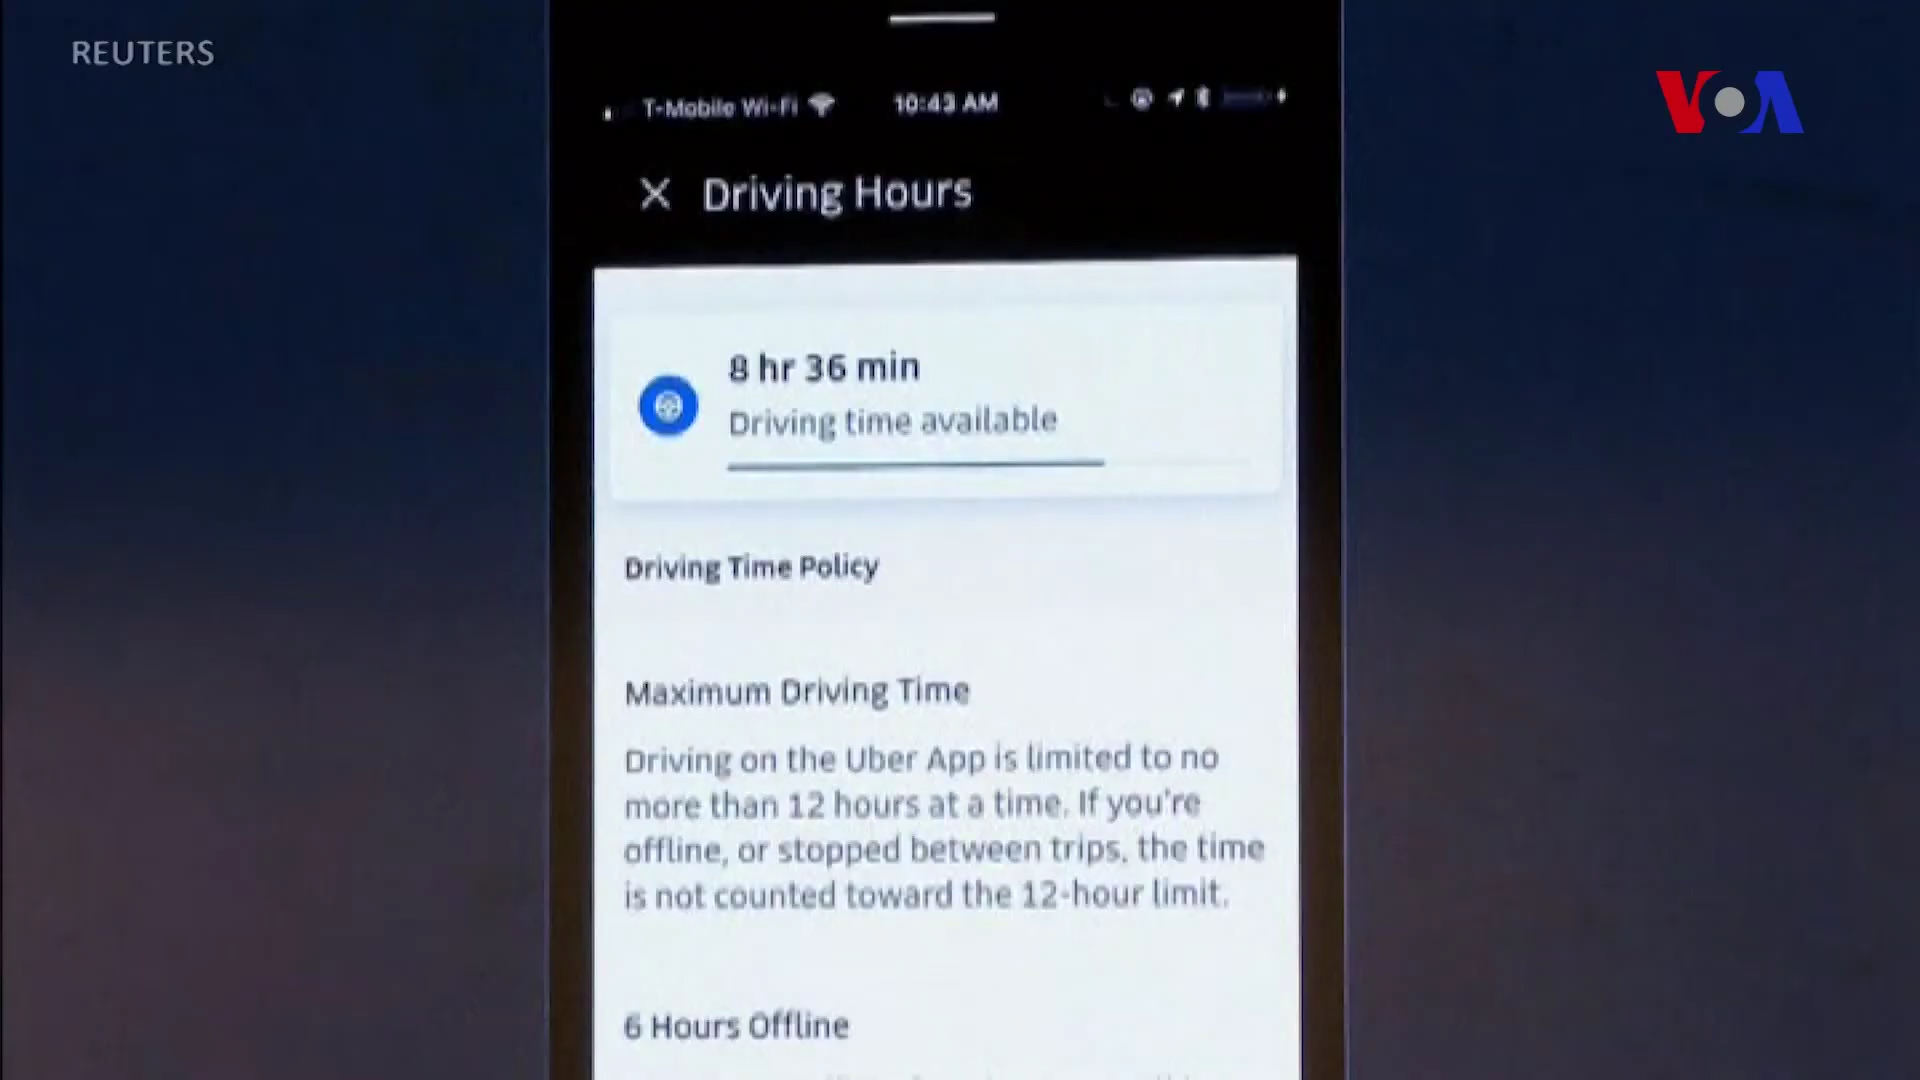 REUTERS
VOA
T-Mobile Wi-Fi 10:43 AM
Driving Hours
8 hr 36 min
Driving time available
Driving Time Policy
Maximum Driving Time
Driving on the Uber App is limited to no
more than 12 hours at a time. If you're
offline, or stopped between trips, the time
is not counted toward the 12-hour limit.
6 Hours Offline